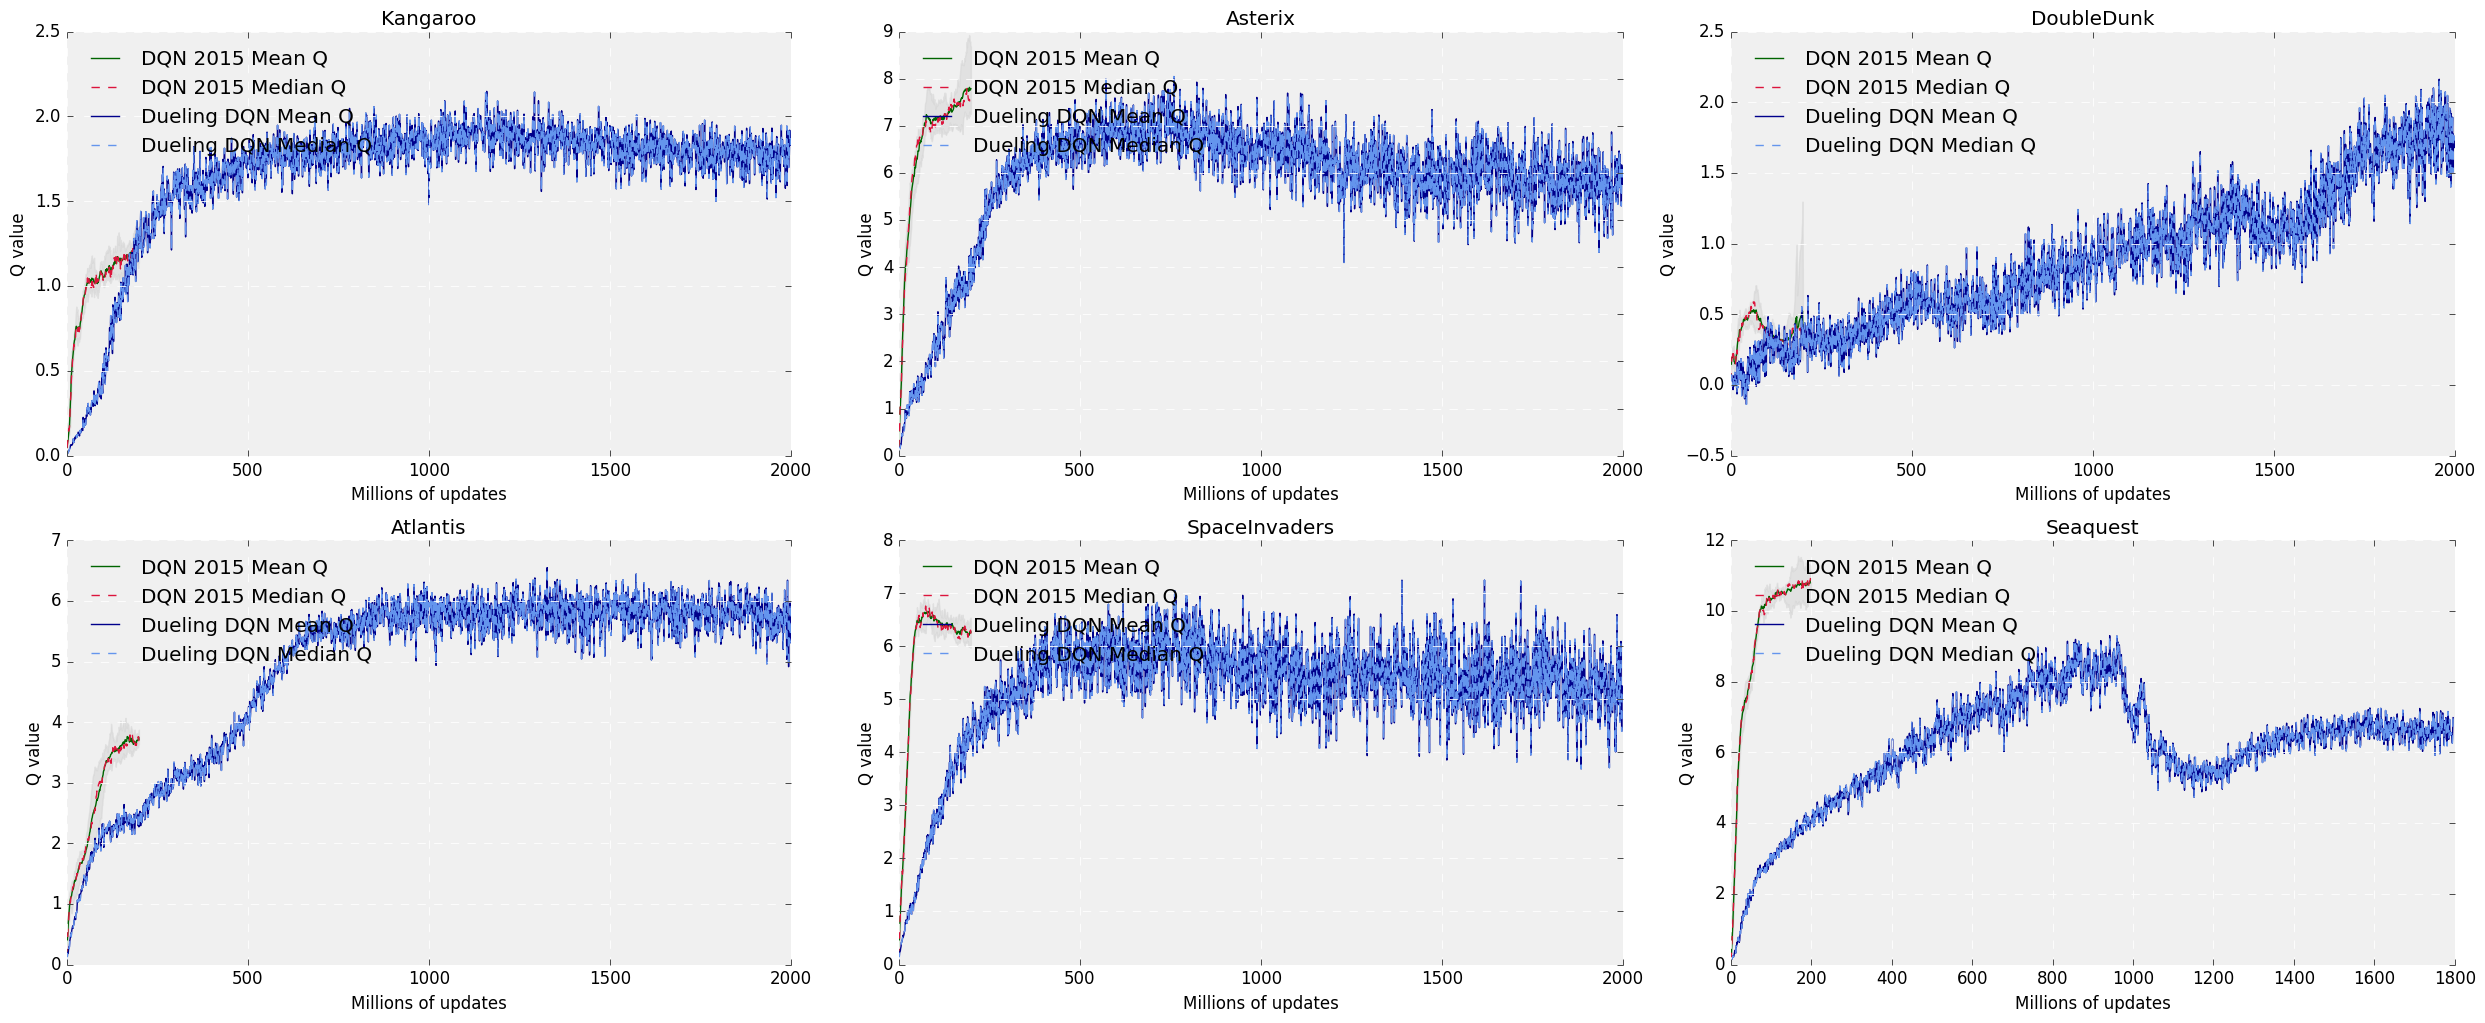 Kangaroo
2.5
2.0
1.5
1.0
0.5
0.0
Q value
DQN 2015 Mean Q
DQN 2015 Median Q
Dueling DQN Mean Q
Dueling DQN Median Q
0 500 1000 1500 2000
Millions of updates
Asterix
9
8
7
6
5
4
3
2
1
0
Q value
DQN 2015 Mean Q
DQN 2015 Median Q
Dueling DQN Mean Q
Dueling DQN Median Q
0 500 1000 1500 2000
Millions of updates
DoubleDunk
2.5
2.0
1.5
1.0
0.5
0.0
−0.5
Q value
DQN 2015 Mean Q
DQN 2015 Median Q
Dueling DQN Mean Q
Dueling DQN Median Q
0 500 1000 1500 2000
Millions of updates
Atlantis
7
6
5
4
3
2
1
0
Q value
DQN 2015 Mean Q
DQN 2015 Median Q
Dueling DQN Mean Q
Dueling DQN Median Q
0 500 1000 1500 2000
Millions of updates
SpaceInvaders
8
7
6
5
4
3
2
1
0
Q value
DQN 2015 Mean Q
DQN 2015 Median Q
Dueling DQN Mean Q
Dueling DQN Median Q
0 500 1000 1500 2000
Millions of updates
Seaquest
12
10
8
6
4
2
0
Q value
DQN 2015 Mean Q
DQN 2015 Median Q
Dueling DQN Mean Q
Dueling DQN Median Q
0 200 400 600 800 1000 1200 1400 1600 1800
Millions of updates